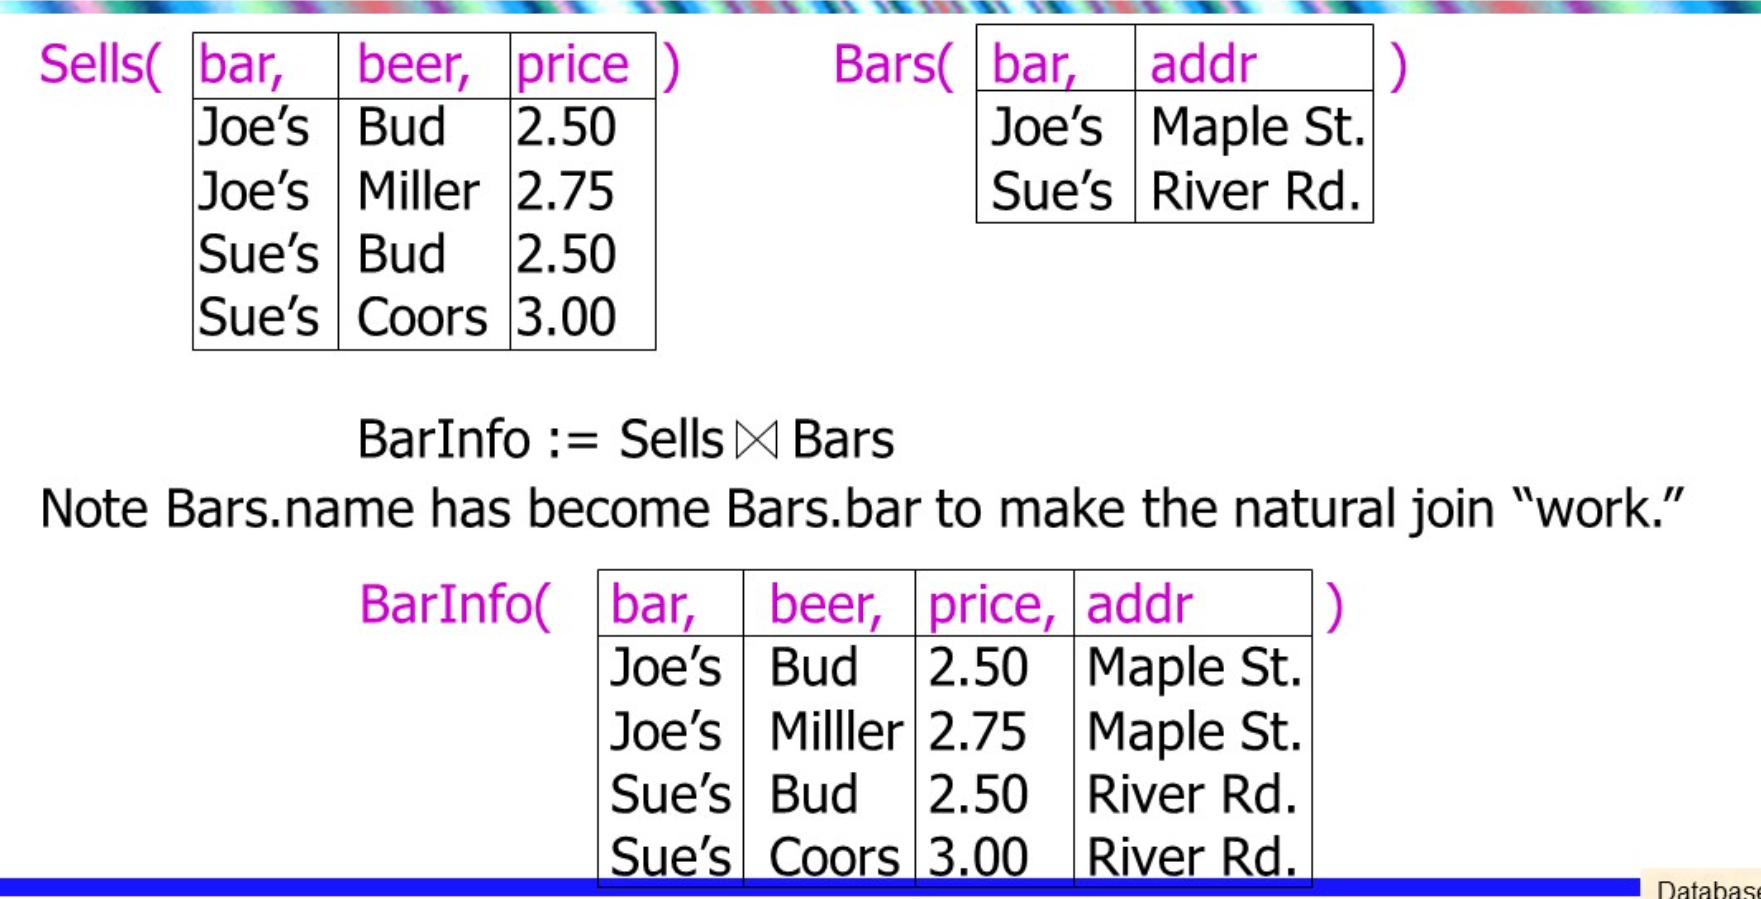 Sells( bar, beer, price ) Bars( bar, addr )
Joe’s Bud 2.50 Joe’s Maple St.
Joe’s Miller 2.75 Sue’s River Rd.
Sue’s Bud 2.50
Sue’s Coors 3.00
BarInfo := Sells ⋈ Bars
Note Bars.name has become Bars.bar to make the natural join “work.”
BarInfo( bar, beer, price, addr )
Joe’s Bud 2.50 Maple St.
Joe’s Milller 2.75 Maple St.
Sue’s Bud 2.50 River Rd.
Sue’s Coors 3.00 River Rd.
Database